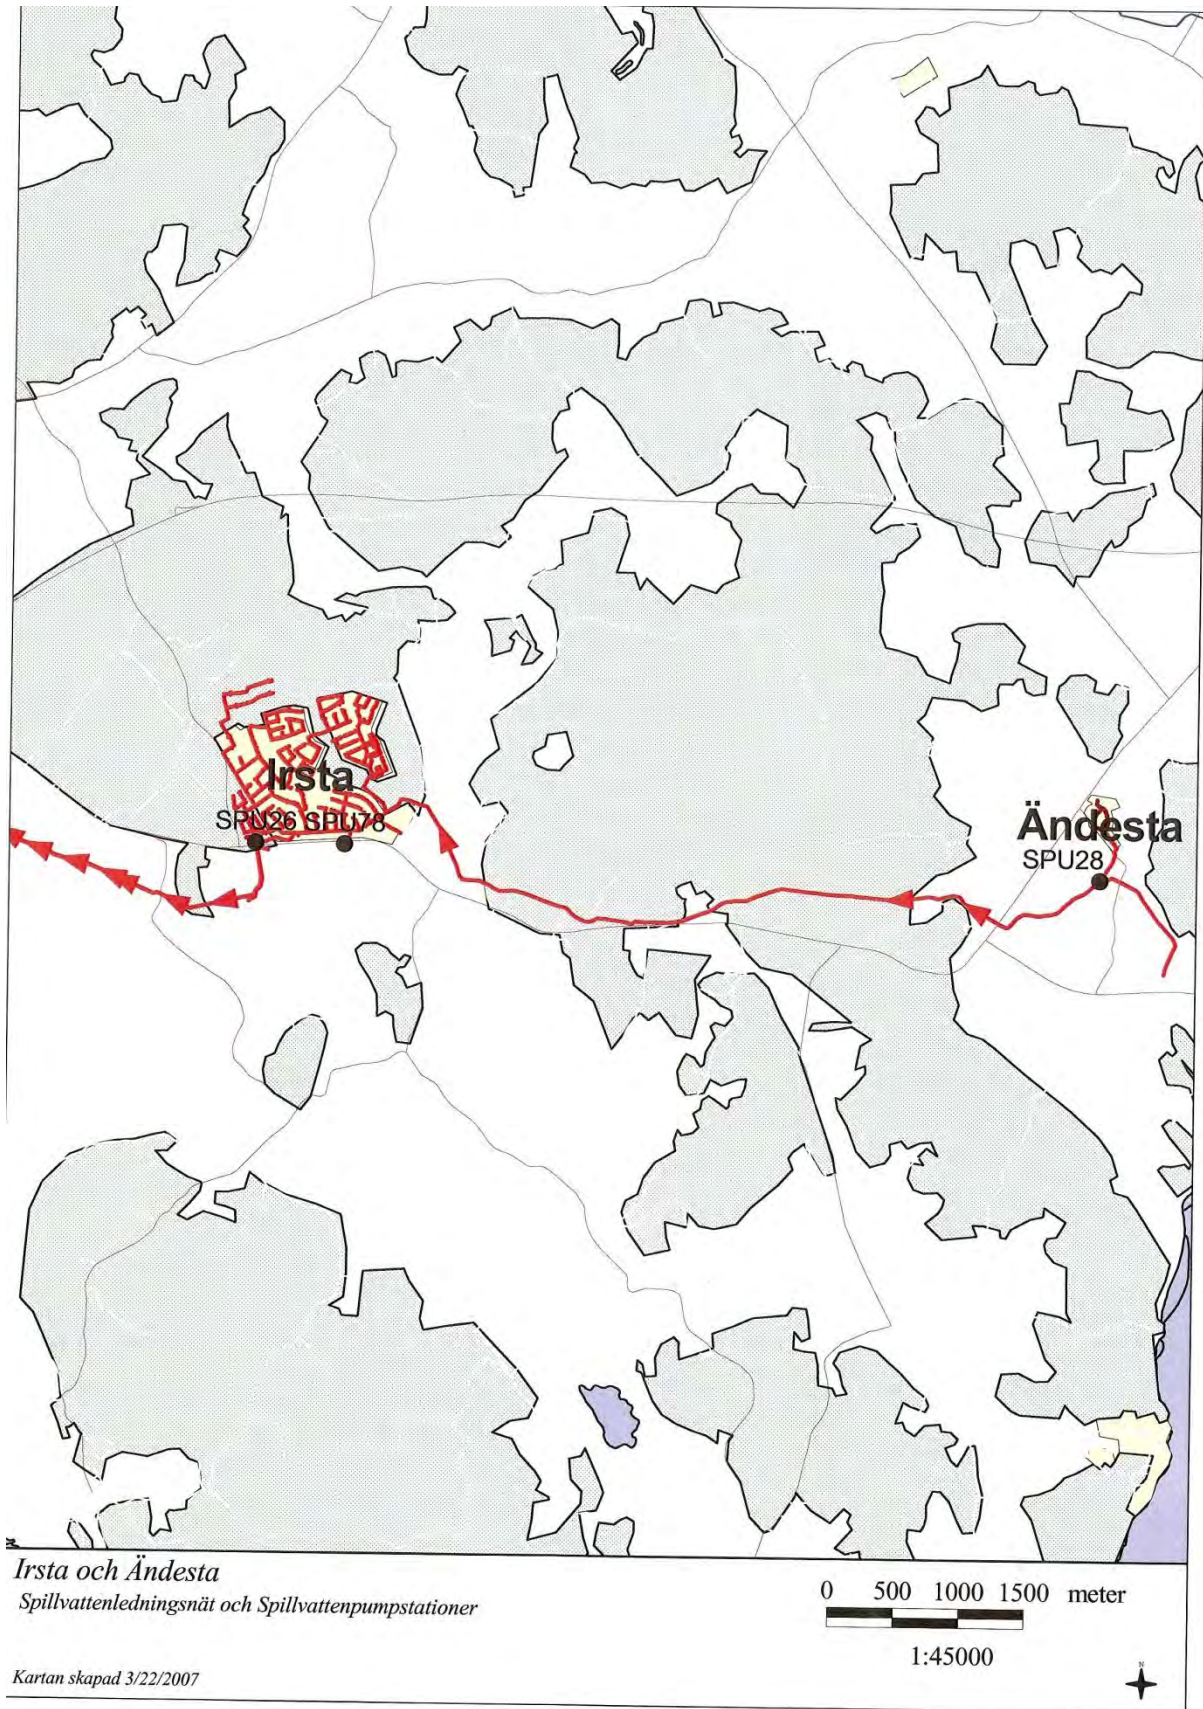 Irsta
SPU26 SPU78
Ändesta
SPU28
Irsta och Ändesta
Spillvattenledningsnät och Spillvattenpumpstationer
0 500 1000 1500 meter
1:45000
Kartan skapad 3/22/2007
N